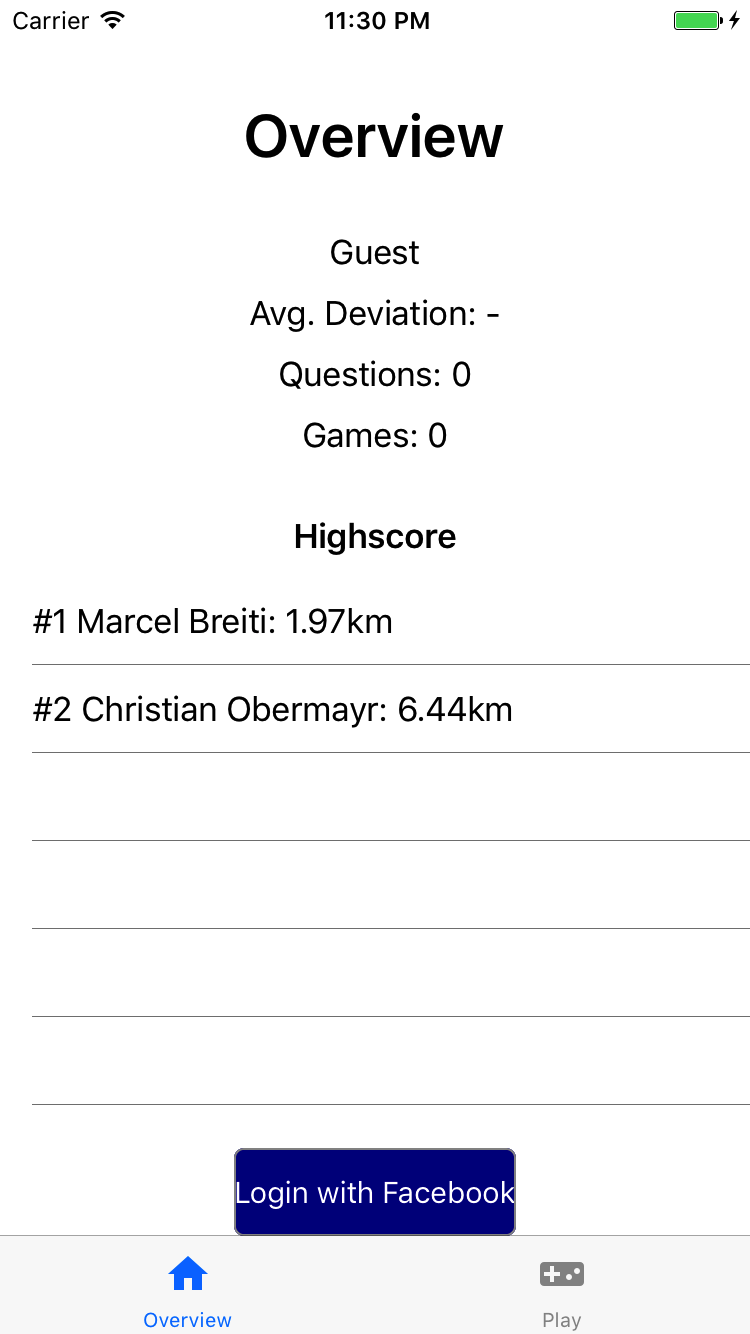 Carrier 11:30 PM
Overview
Guest
Avg. Deviation: -
Questions: 0
Games: 0
Highscore
#1 Marcel Breiti: 1.97km
#2 Christian Obermayr: 6.44km
Login with Facebook
Overview Play